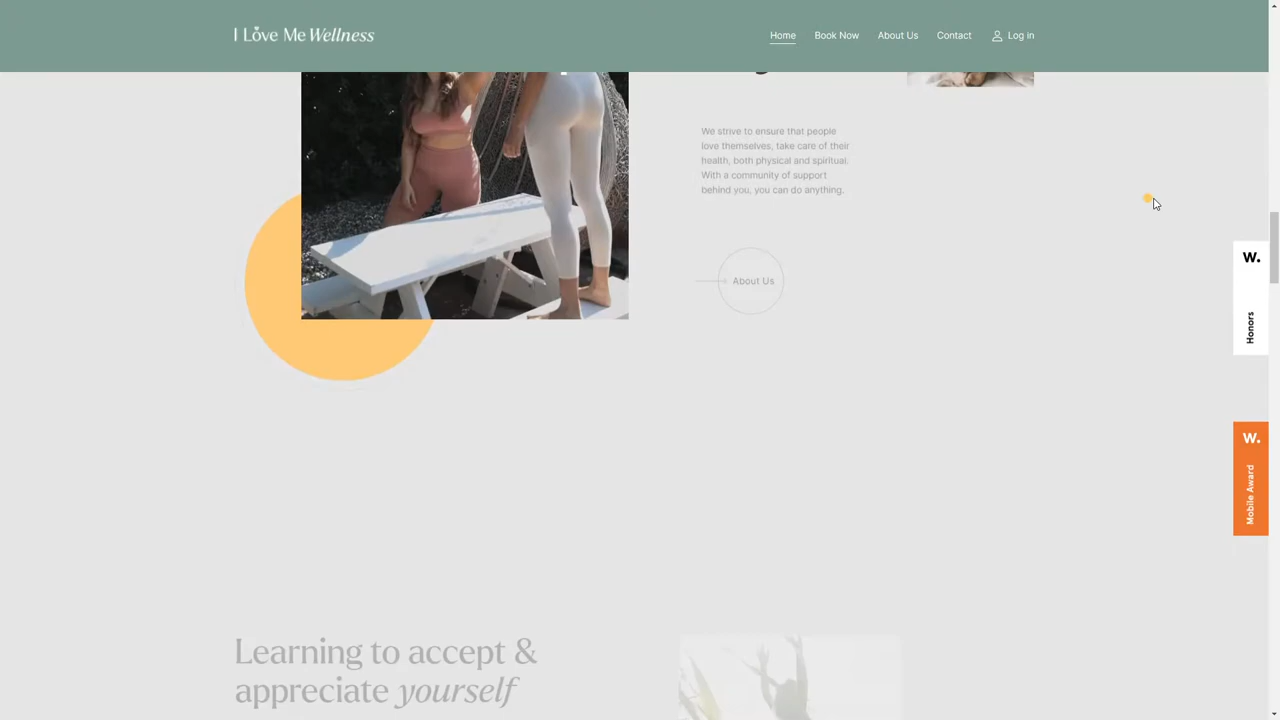 I Love Me Wellness
Home
Book Now
About Us
Contact
Log in
We strive to ensure that people
love themselves, take care of their
health, both physical and spiritual.
With a community of support
behind you, you can do anything.
About Us
W.
Honors
W.
Mobile Award
Learning to accept &
appreciate yourself